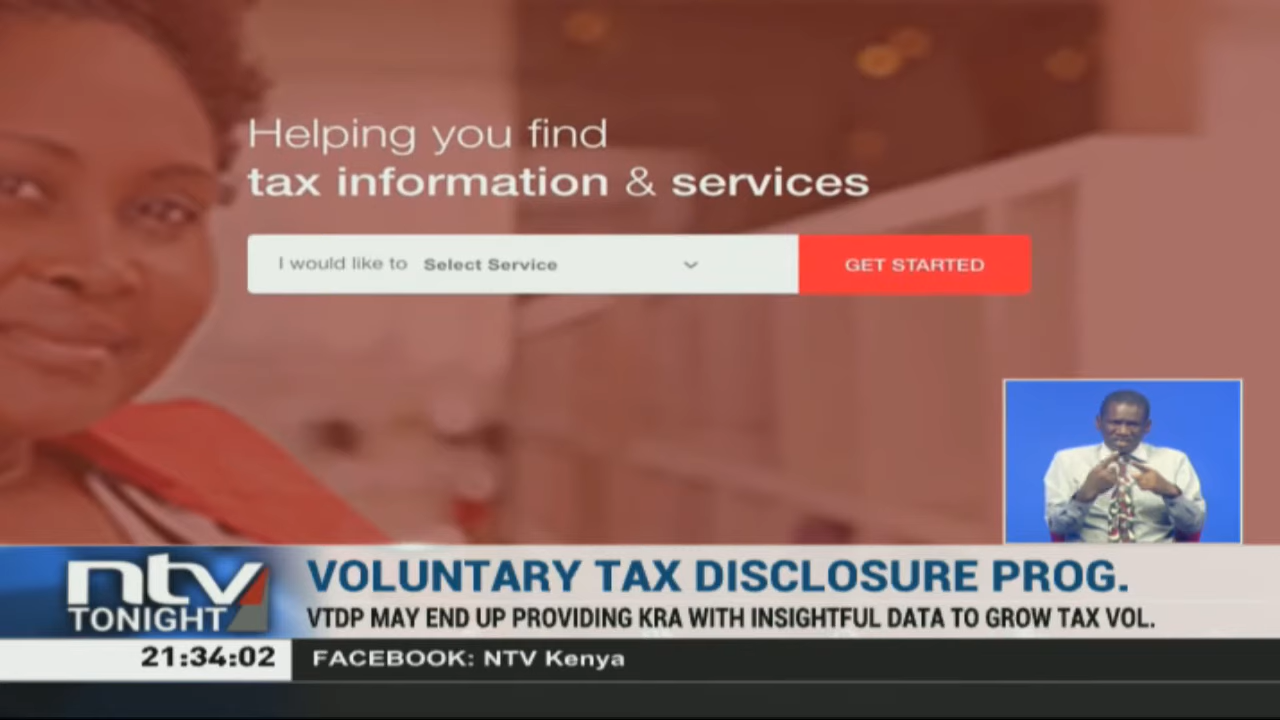 Helping you find
tax information & services
I would like to Select Service
GET STARTED
ntv
TONIGHT
VOLUNTARY TAX DISCLOSURE PROG.
VTDP MAY END UP PROVIDING KRA WITH INSIGHTFUL DATA TO GROW TAX VOL.
21:34:02
FACEBOOK: NTV Kenya